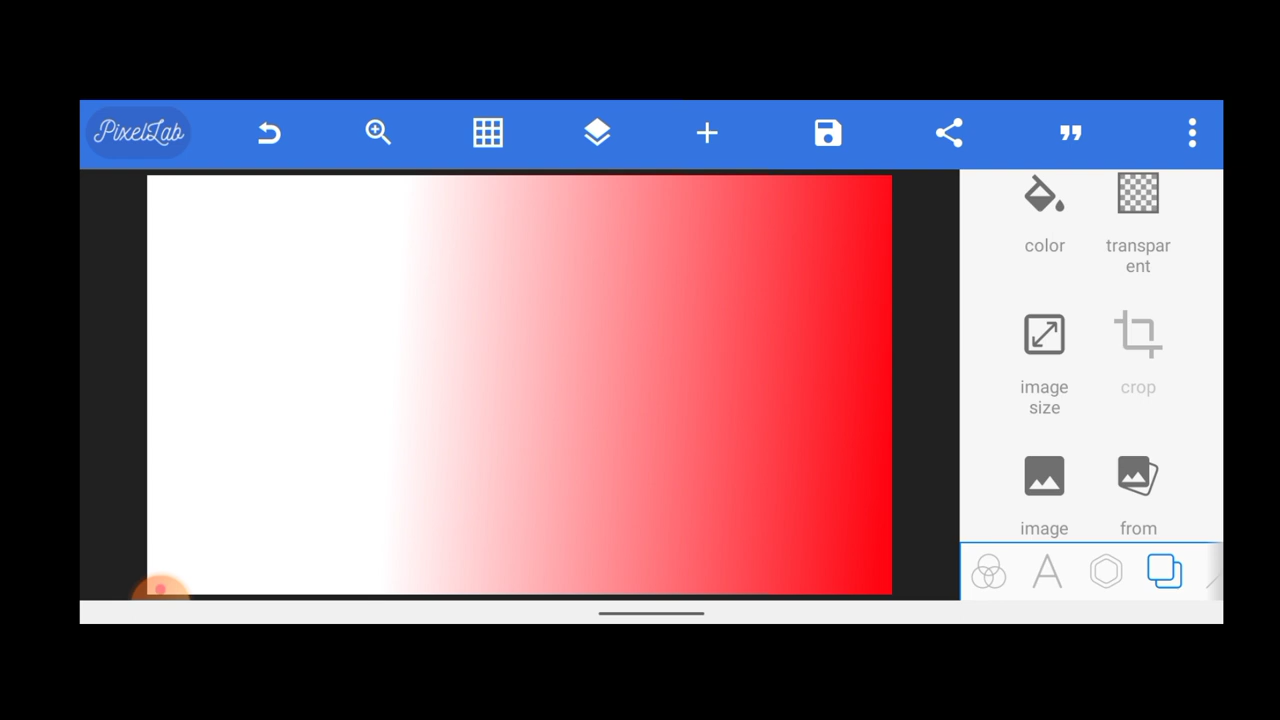 PixelLab
color
transpar
ent
image
size
crop
image
from